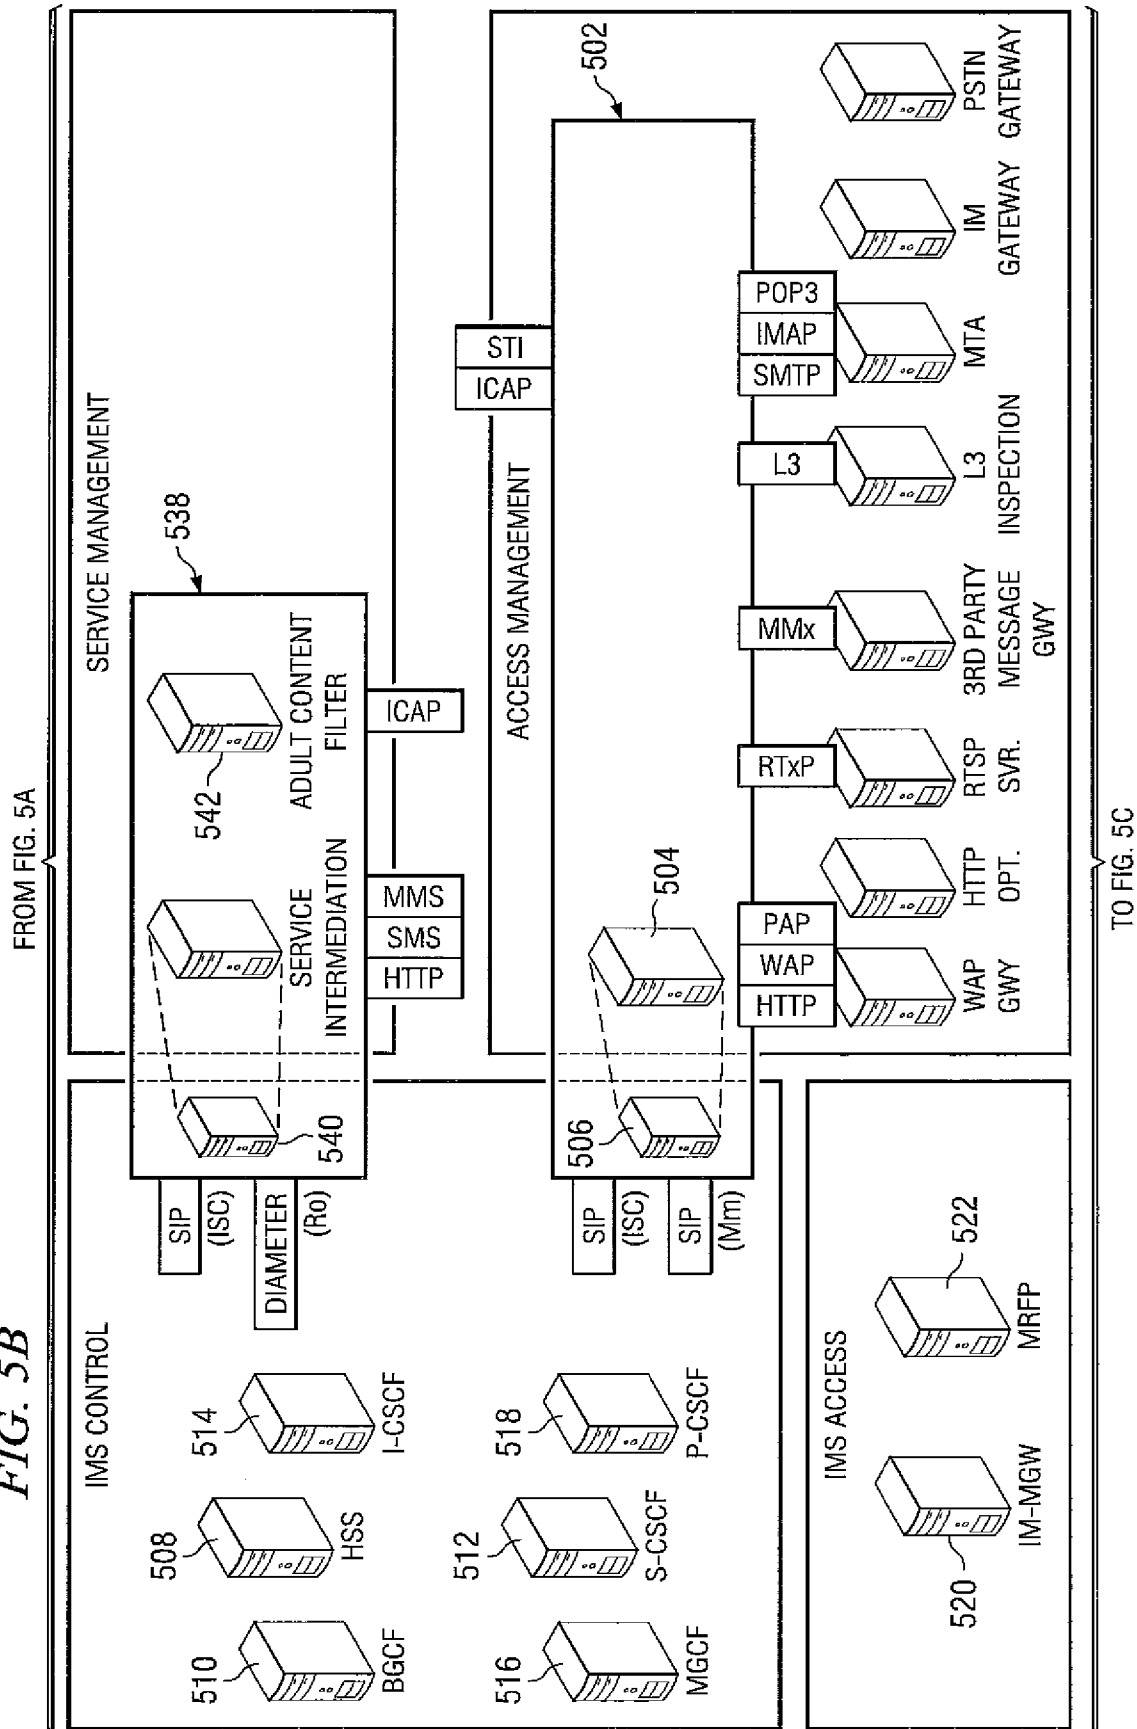 FIG. 5B
FROM FIG. 5A
IMS CONTROL
510
BGCF
508
HSS
514
I-CSCF
516
MGCF
512
S-CSCF
518
P-CSCF
SIP
(ISC)
DIAMETER
(Ro)
540
SERVICE MANAGEMENT
538
SERVICE
INTERMEDIATION
542
ADULT CONTENT
FILTER
HTTP
SMS
MMS
ICAP
SIP
(ISC)
SIP
(Mm)
506
504
ACCESS MANAGEMENT
ICAP
STI
502
HTTP
WAP
PAP
RTxP
MMx
L3
SMTP
IMAP
POP3
WAP
GWY
HTTP
OPT.
RTSP
SVR.
3RD PARTY
MESSAGE
GWY
L3
INSPECTION
MTA
IM
GATEWAY
PSTN
GATEWAY
IMS ACCESS
520
IM-MGW
522
MRFP
TO FIG. 5C